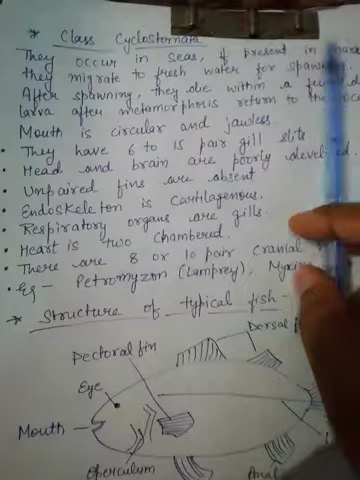 * Class Cyclostomata
They occur in seas, if present in
they migrate to fresh water for spawning.
After spawning, they die within a few
larva after metamorphosis return to the
Mouth is circular and jawless.
• They have 6 to 15 pair gill slits
• Head and brain are poorly developed.
• Unpaired fins are absent
• Endoskeleton is cartilagenous.
• Respiratory organs are gills.
• Heart is two chambered.
• There are 8 or 10 pair cranial
• Eg – Petromyzon (Lamprey),
* Structure of typical fish –
Dorsal
Pectoral fin
Eye
Mouth
Operculum
Anal